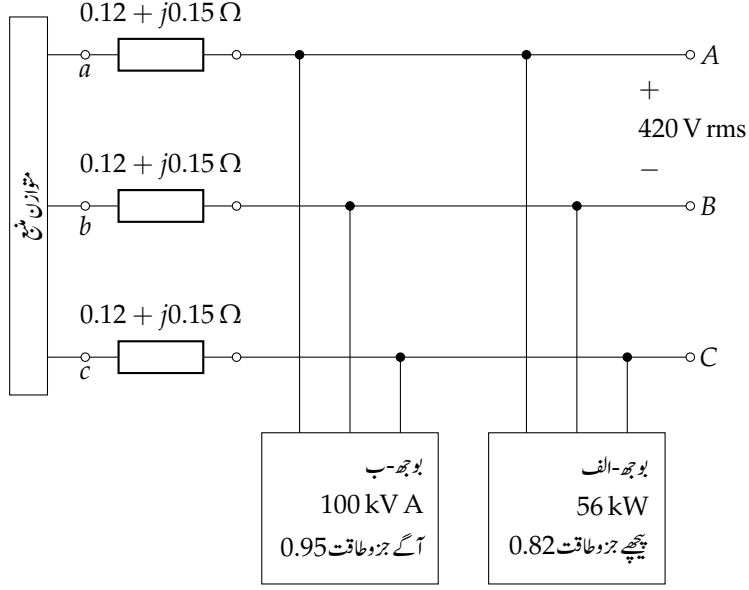 0.12 + j0.15 Ω
a
A
+
420 V rms
−
0.12 + j0.15 Ω
b
B
0.12 + j0.15 Ω
c
C
متوازن منبع
بوجھ-ب
100 kV A
0.95 آگے جزو طاقت
بوجھ-الف
56 kW
0.82 پیچھے جزو طاقت